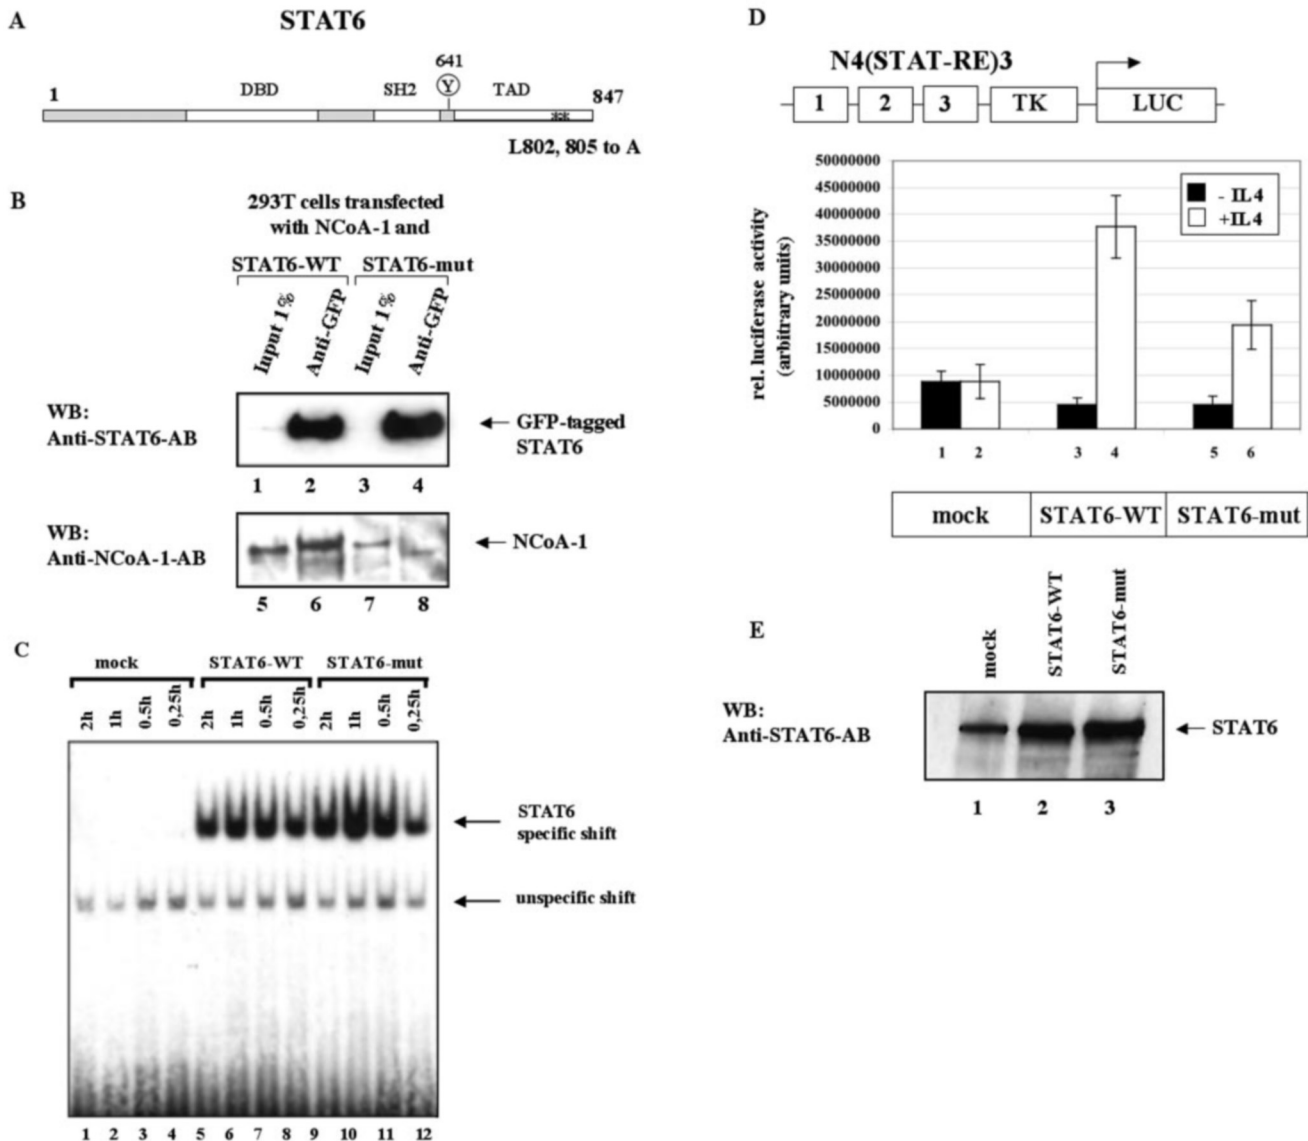 A
STAT6
641
1 DBD SH2 Y TAD 847
**
L802, 805 to A
B
293T cells transfected
with NCoA-1 and
STAT6-WT STAT6-mut
Input 1% Anti-GFP Input 1% Anti-GFP
WB:
Anti-STAT6-AB
GFP-tagged
STAT6
1 2 3 4
WB:
Anti-NCoA-1-AB
NCoA-1
5 6 7 8
C
mock STAT6-WT STAT6-mut
2h 1h 0.5h 0,25h 2h 1h 0.5h 0,25h 2h 1h 0.5h 0,25h
STAT6
specific shift
unspecific shift
1 2 3 4 5 6 7 8 9 10 11 12
D
N4(STAT-RE)3
1 2 3 TK LUC
rel. luciferase activity
(arbitrary units)
50000000
45000000
40000000
35000000
30000000
25000000
20000000
15000000
10000000
5000000
0
- IL4
+IL4
1 2 3 4 5 6
mock STAT6-WT STAT6-mut
E
mock STAT6-WT STAT6-mut
WB:
Anti-STAT6-AB
STAT6
1 2 3